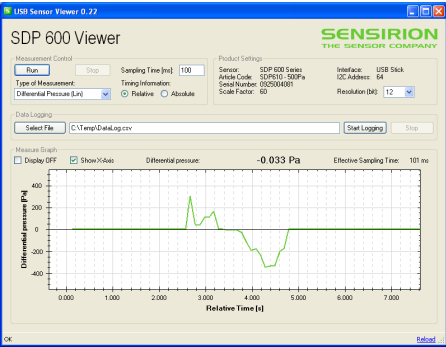 USB Sensor Viewer 0.22
SDP 600 Viewer
SENSIRION
THE SENSOR COMPANY
Measurement Control
Run Stop Sampling Time [ms]: 100
Type of Measurement: Timing Information:
Differential Pressure (Lin) Relative Absolute
Product Settings
Sensor: SDP 600 Series Interface: USB Stick
Article Code: SDP610 - 500Pa I2C Address: 64
Serial Number: 0925004081
Scale Factor: 60 Resolution (bit): 12
Data Logging
Select File C:\Temp\DataLog.csv Start Logging Stop
Measure Graph
Display OFF Show X-Axis Differential pressure: -0.033 Pa Effective Sampling Time: 101 ms
Differential pressure [Pa]
400
200
0
-200
-400
0.000 1.000 2.000 3.000 4.000 5.000 6.000 7.000
Relative Time [s]
OK Reload